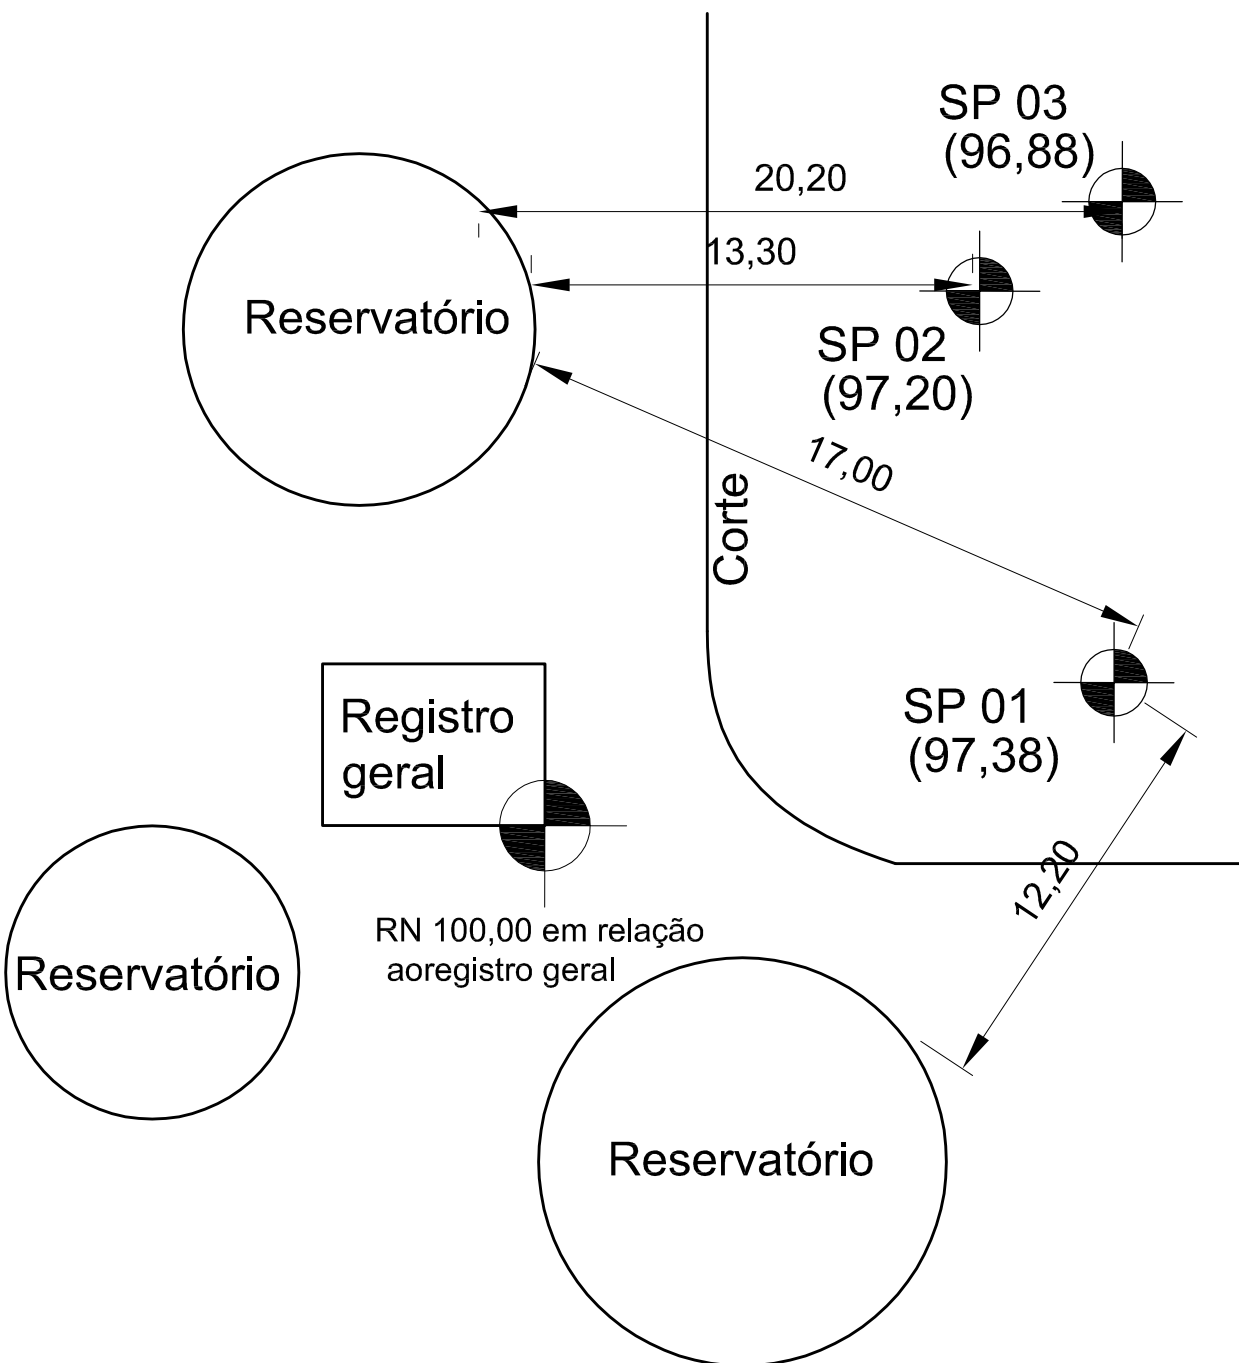 SP 03
(96,88)
20,20
13,30
Reservatório
SP 02
(97,20)
17,00
Corte
SP 01
(97,38)
Registro
geral
12,20
RN 100,00 em relação
aoregistro geral
Reservatório
Reservatório